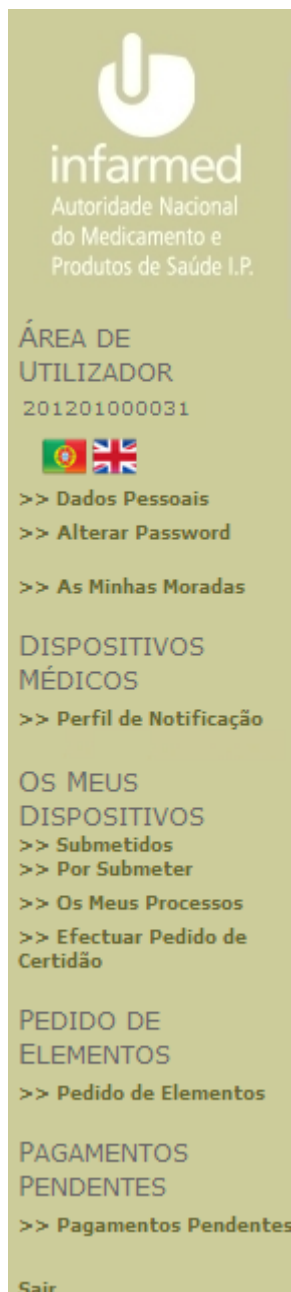 infarmed
Autoridade Nacional
do Medicamento e
Produtos de Saúde I.P.
ÁREA DE
UTILIZADOR
201201000031
>> Dados Pessoais
>> Alterar Password
>> As Minhas Moradas
DISPOSITIVOS
MÉDICOS
>> Perfil de Notificação
OS MEUS
DISPOSITIVOS
>> Submetidos
>> Por Submeter
>> Os Meus Processos
>> Efectuar Pedido de
Certidão
PEDIDO DE
ELEMENTOS
>> Pedido de Elementos
PAGAMENTOS
PENDENTES
>> Pagamentos Pendentes
Sair